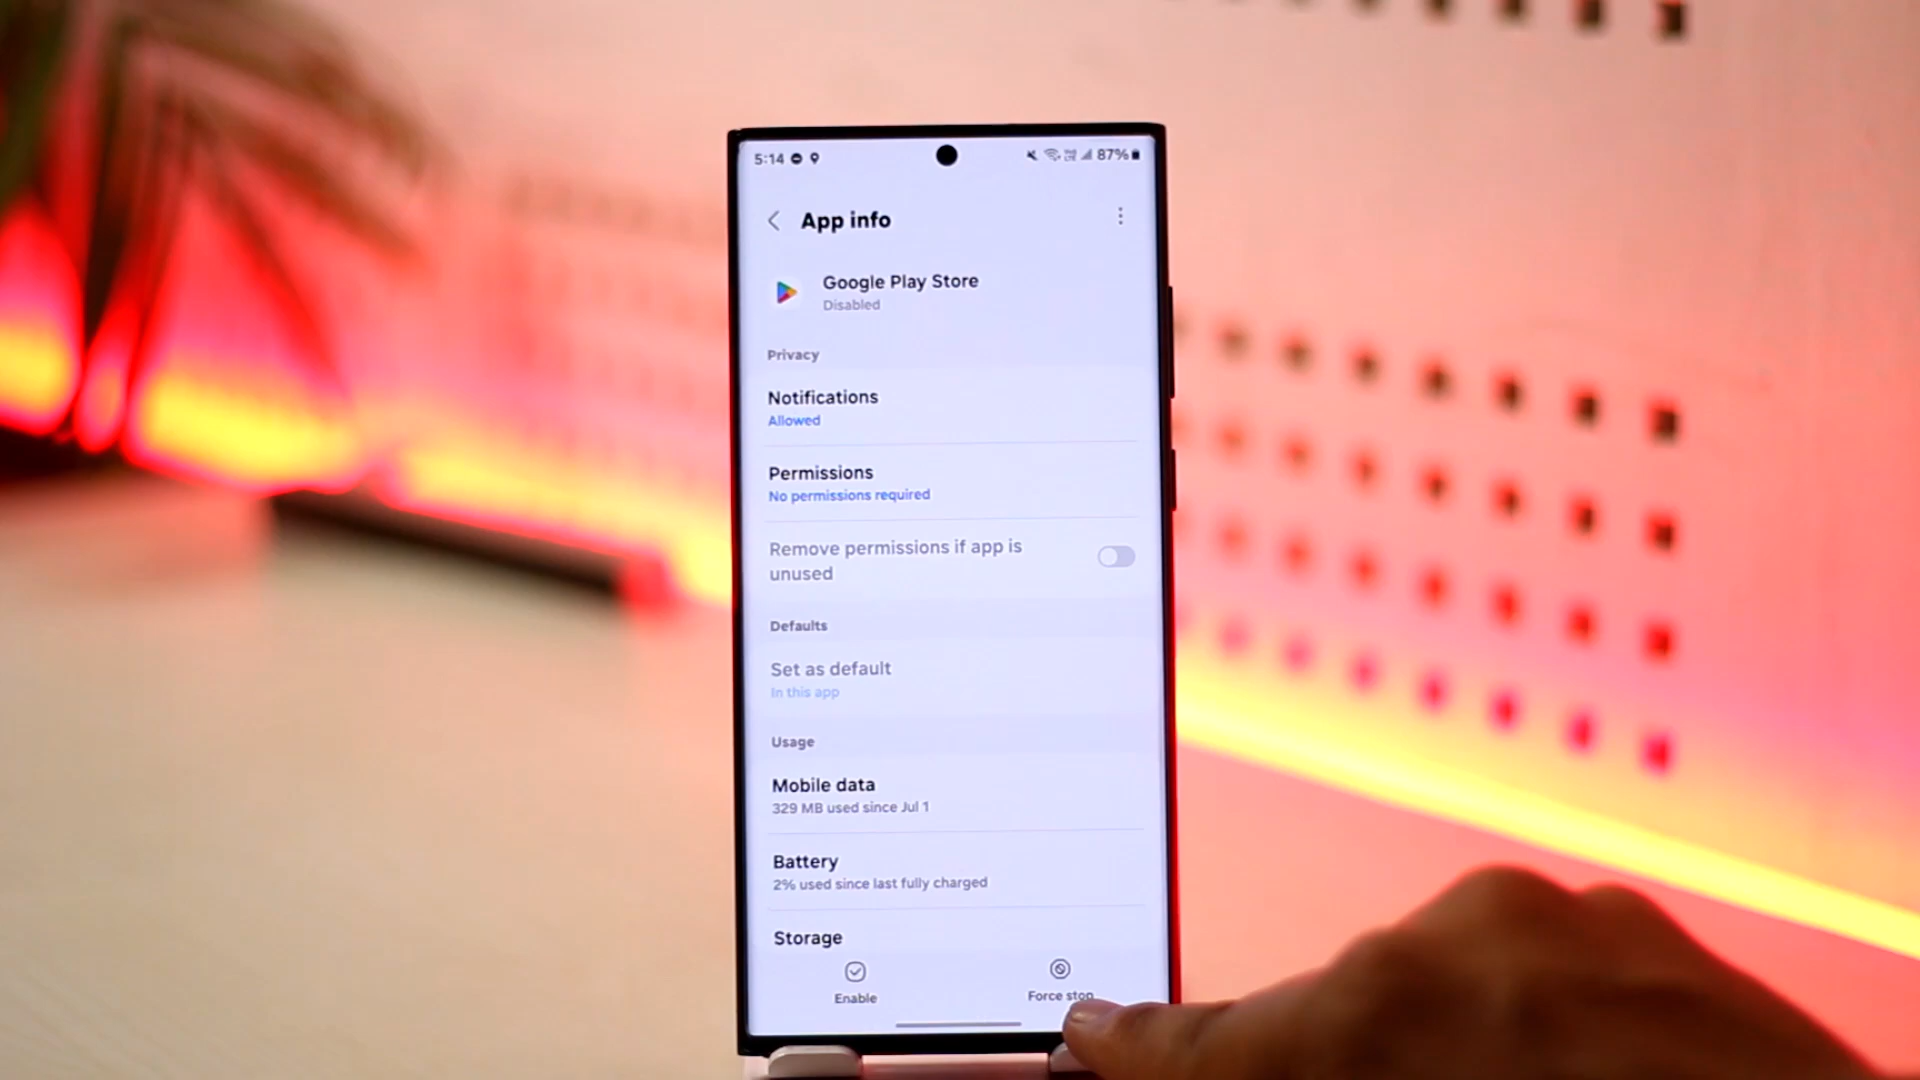 5:14
87%
App info
Google Play Store
Disabled
Privacy
Notifications
Allowed
Permissions
No permissions required
Remove permissions if app is
unused
Defaults
Set as default
In this app
Usage
Mobile data
329 MB used since Jul 1
Battery
2% used since last fully charged
Storage
Enable
Force stop